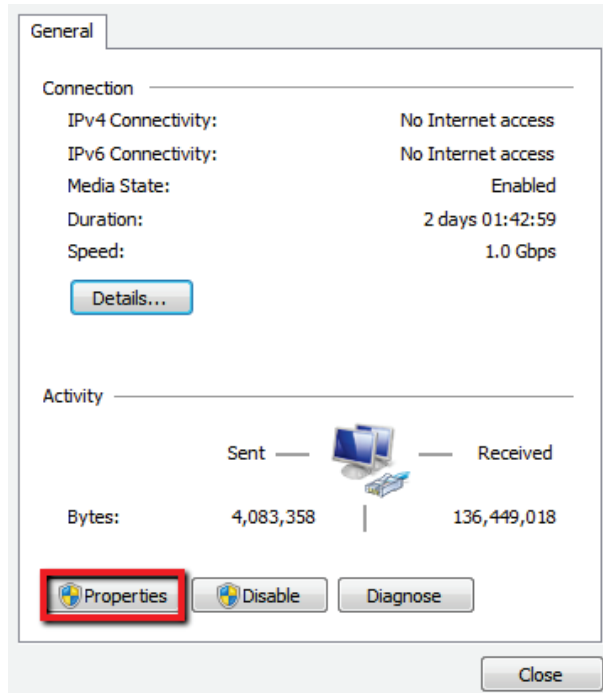 General
Connection
IPv4 Connectivity: No Internet access
IPv6 Connectivity: No Internet access
Media State: Enabled
Duration: 2 days 01:42:59
Speed: 1.0 Gbps
Details...
Activity
Sent Received
Bytes: 4,083,358 136,449,018
Properties Disable Diagnose
Close